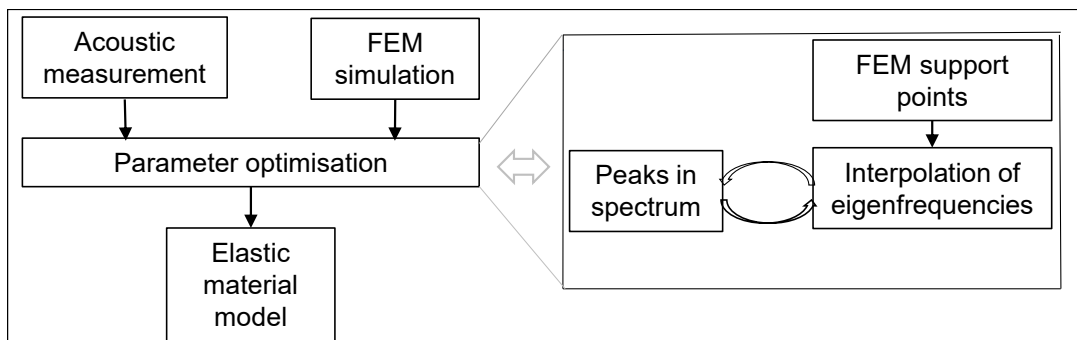 Acoustic
measurement
FEM
simulation
Parameter optimisation
Elastic
material
model
FEM support
points
Peaks in
spectrum
Interpolation of
eigenfrequencies